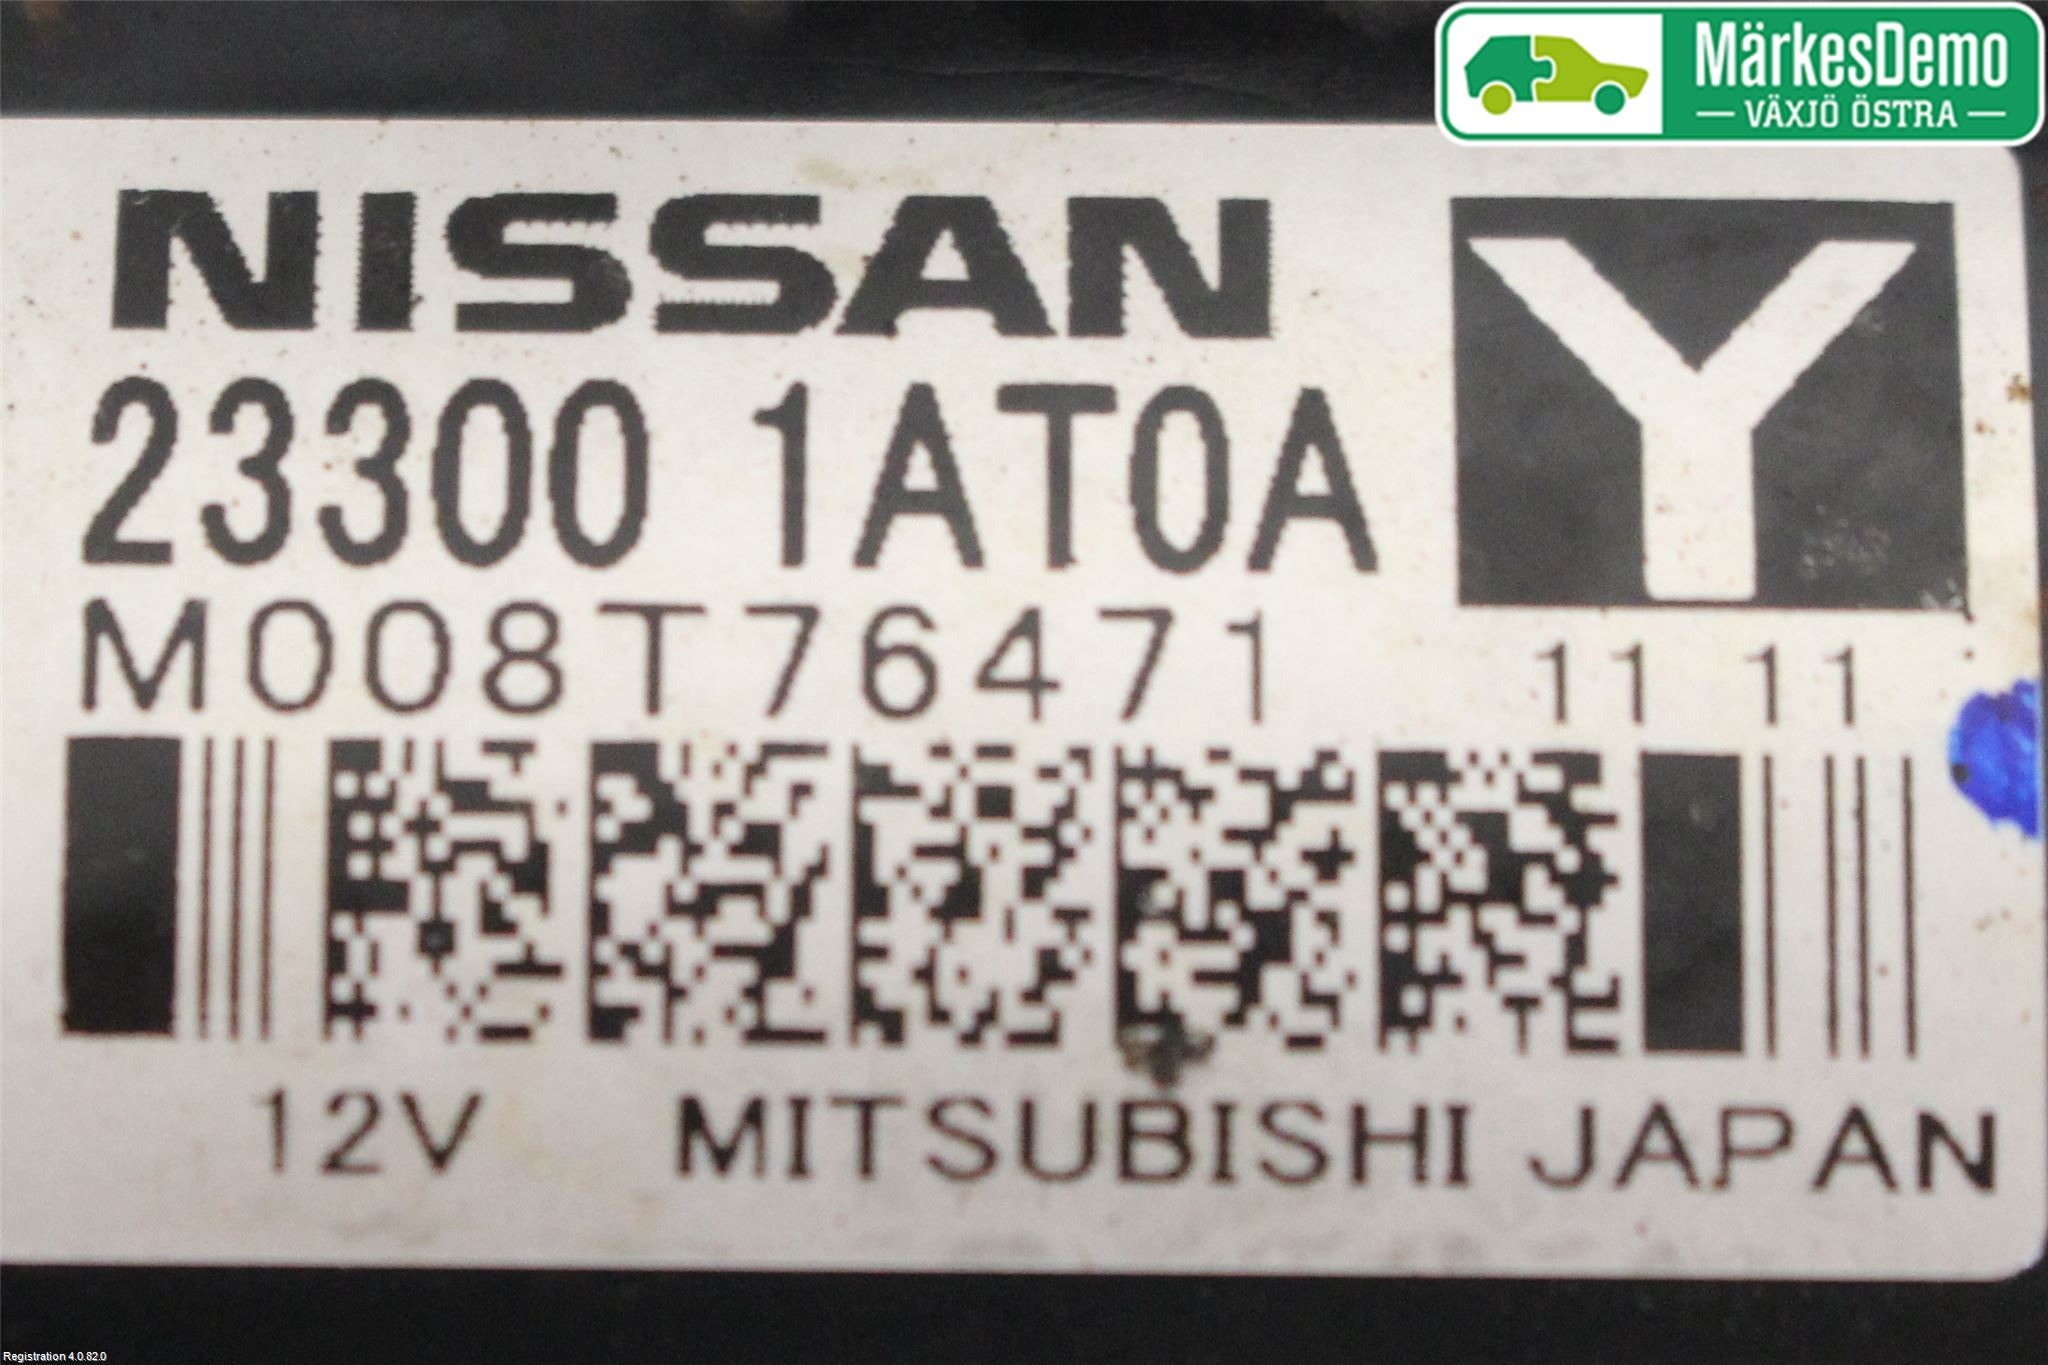 MärkesDemo
— VÄXJÖ ÖSTRA —
NISSAN
Y
23300 1AT0A
M008T76471
11 11
12V MITSUBISHI JAPAN
Registration 4.0.82.0